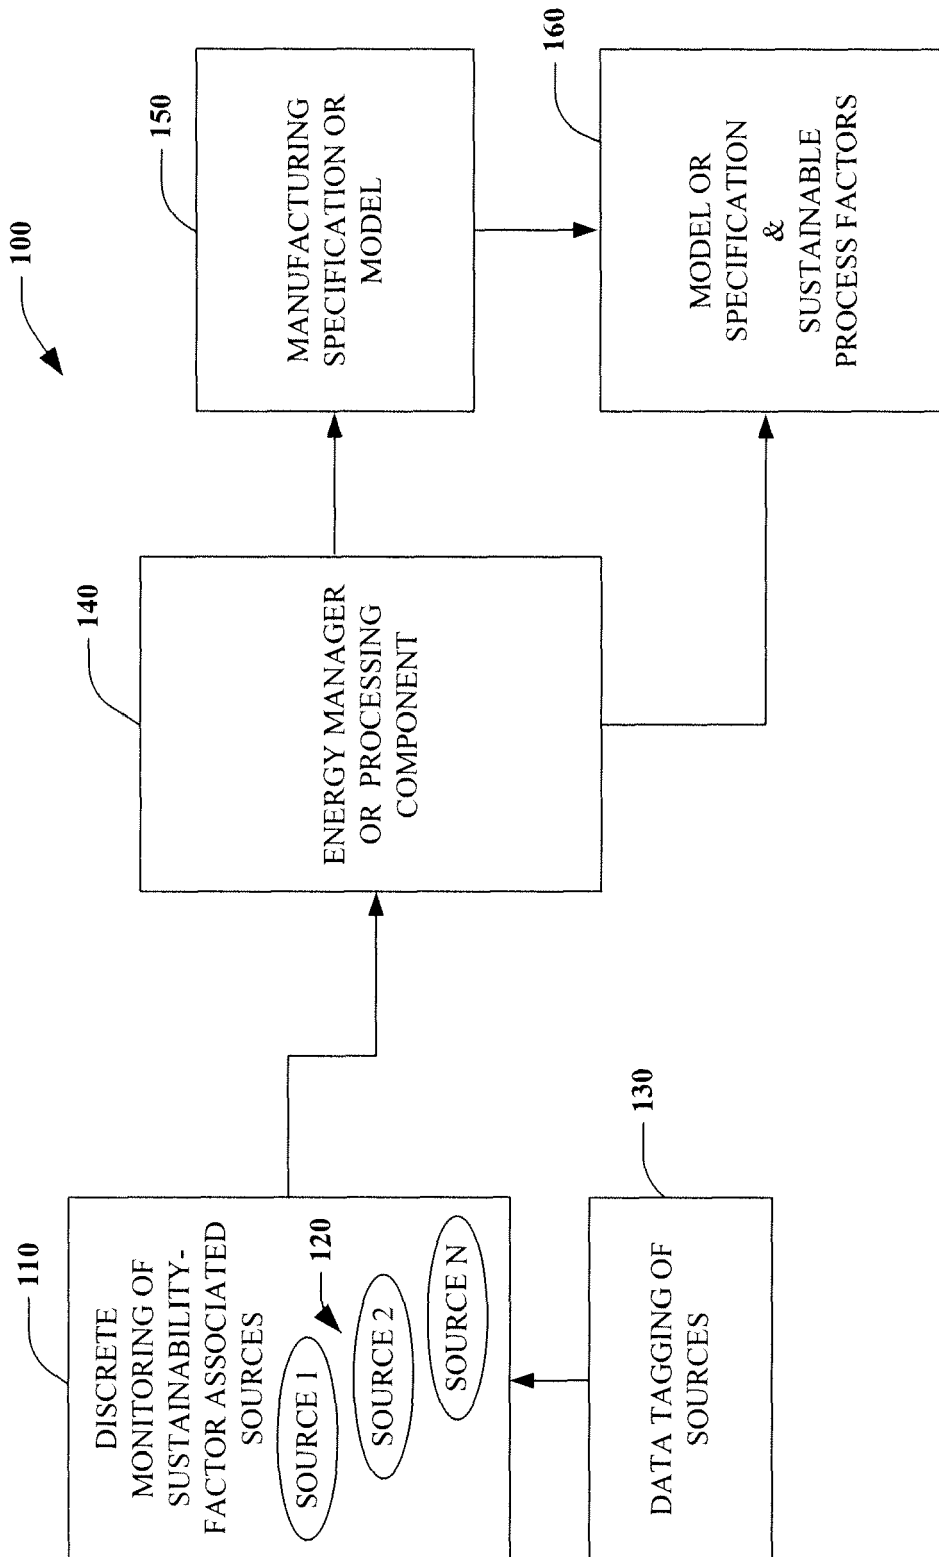 100
110
DISCRETE
MONITORING OF
SUSTAINABILITY-
FACTOR ASSOCIATED
SOURCES
120
SOURCE 1
SOURCE 2
SOURCE N
130
DATA TAGGING OF
SOURCES
140
ENERGY MANAGER
OR PROCESSING
COMPONENT
150
MANUFACTURING
SPECIFICATION OR
MODEL
160
MODEL OR
SPECIFICATION
&
SUSTAINABLE
PROCESS FACTORS